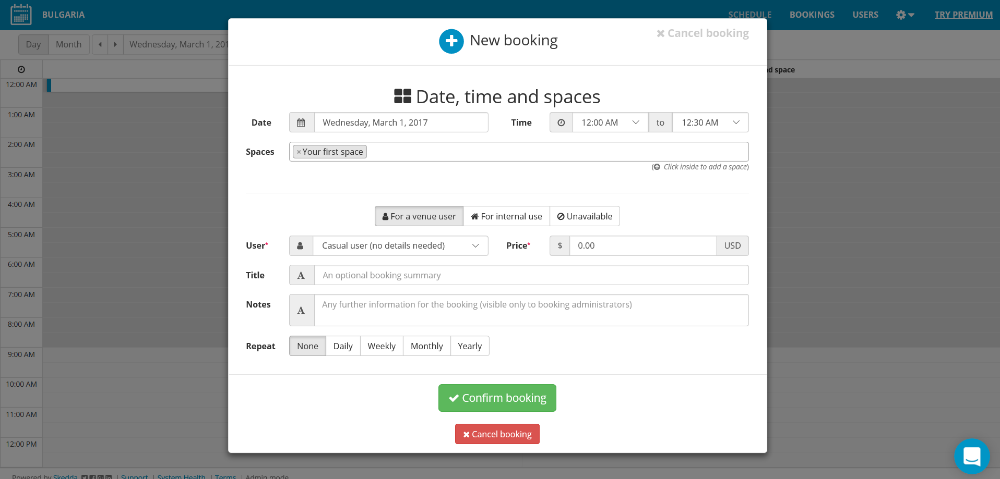 BULGARIA
SCHEDULE BOOKINGS USERS TRY PREMIUM
Day Month Wednesday, March 1, 201
New booking
× Cancel booking
space
Date, time and spaces
Date Wednesday, March 1, 2017 Time 12:00 AM to 12:30 AM
Spaces × Your first space
(Click inside to add a space)
For a venue user For internal use Unavailable
User* Casual user (no details needed) Price* $ 0.00 USD
Title A An optional booking summary
Notes A Any further information for the booking (visible only to booking administrators)
Repeat None Daily Weekly Monthly Yearly
Confirm booking
× Cancel booking
12:00 AM
1:00 AM
2:00 AM
3:00 AM
4:00 AM
5:00 AM
6:00 AM
7:00 AM
8:00 AM
9:00 AM
10:00 AM
11:00 AM
12:00 PM
Powered by Skedda | Support | System Health | Terms | Admin mode